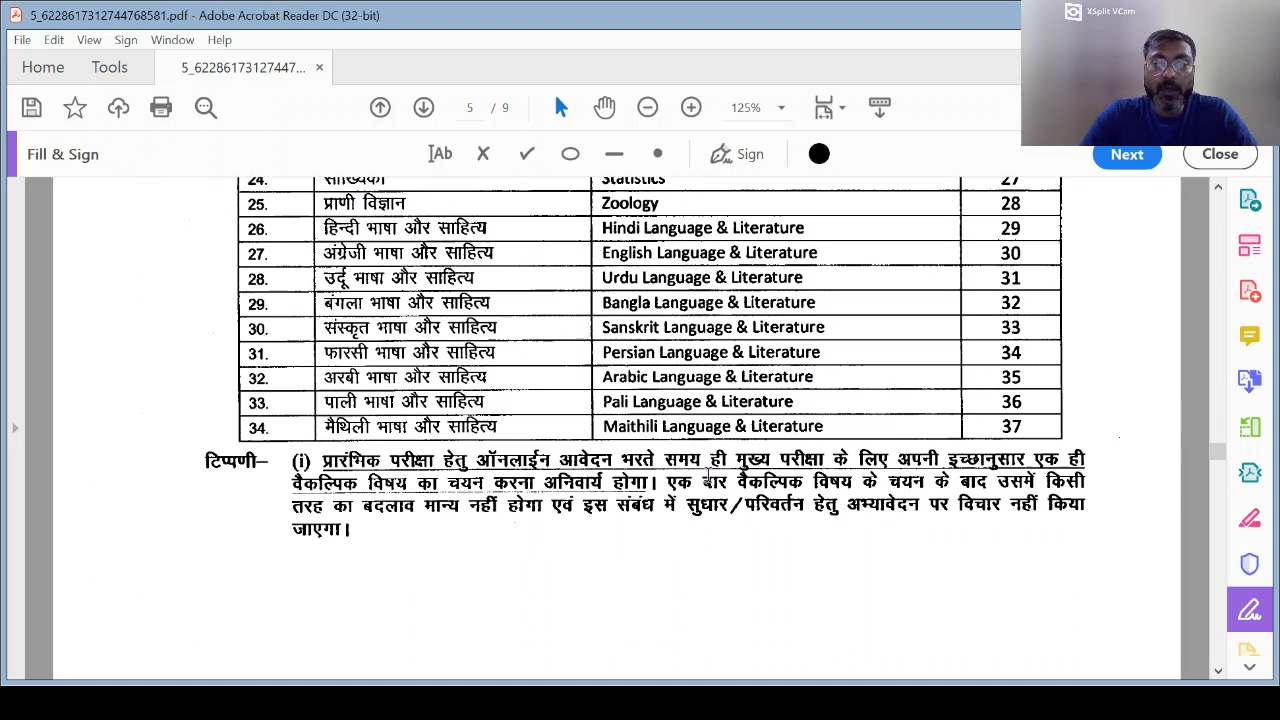 5_6228617312744768581.pdf - Adobe Acrobat Reader DC (32-bit)
XSplit VCam
File Edit View Sign Window Help
Home Tools 5_62286173127447... ×
5 / 9 125%
Fill & Sign Ab Sign Next Close
24. सांख्यिकी Statistics 27
25. प्राणी विज्ञान Zoology 28
26. हिन्दी भाषा और साहित्य Hindi Language & Literature 29
27. अंग्रेजी भाषा और साहित्य English Language & Literature 30
28. उर्दू भाषा और साहित्य Urdu Language & Literature 31
29. बंगला भाषा और साहित्य Bangla Language & Literature 32
30. संस्कृत भाषा और साहित्य Sanskrit Language & Literature 33
31. फारसी भाषा और साहित्य Persian Language & Literature 34
32. अरबी भाषा और साहित्य Arabic Language & Literature 35
33. पाली भाषा और साहित्य Pali Language & Literature 36
34. मैथिली भाषा और साहित्य Maithili Language & Literature 37
टिप्पणी– (i) प्रारंभिक परीक्षा हेतु ऑनलाईन आवेदन भरते समय ही मुख्य परीक्षा के लिए अपनी इच्छानुसार एक ही
वैकल्पिक विषय का चयन करना अनिवार्य होगा। एक बार वैकल्पिक विषय के चयन के बाद उसमें किसी
तरह का बदलाव मान्य नहीं होगा एवं इस संबंध में सुधार/परिवर्तन हेतु अभ्यावेदन पर विचार नहीं किया
जाएगा।